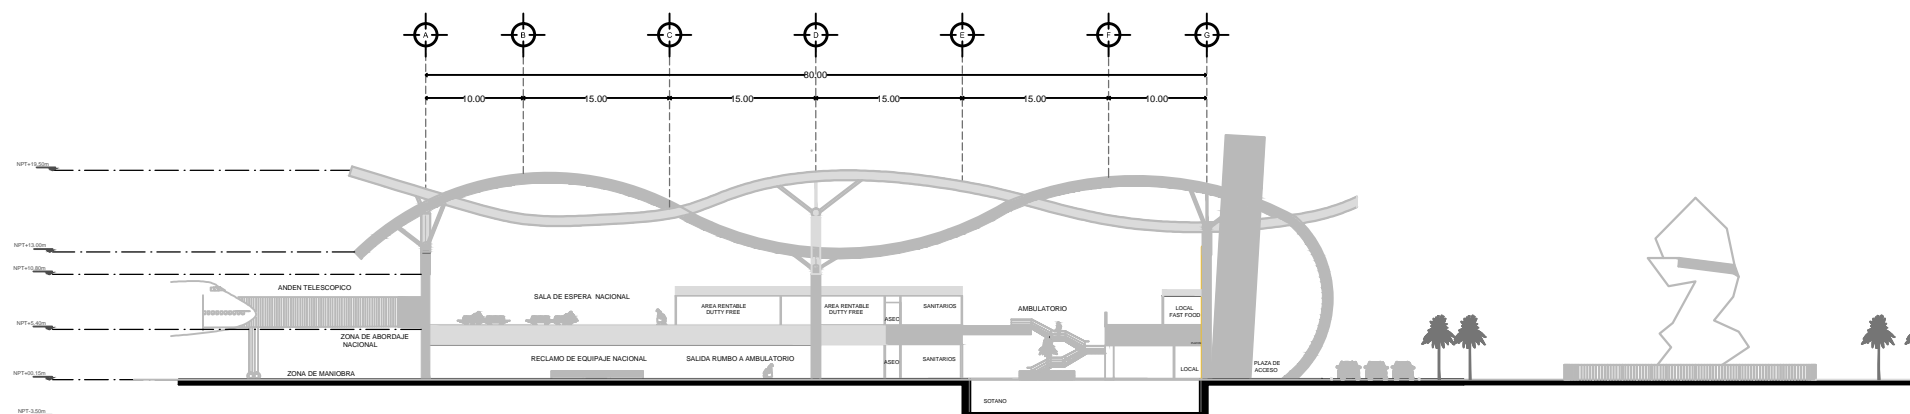 A B C D E F G
80.00
10.00 15.00 15.00 15.00 15.00 10.00
NPT+13.00m
NPT+10.80m
NPT+5.40m
NPT+00.15m
NPT-3.50m
ANDEN TELESCOPICO
SALA DE ESPERA NACIONAL
AREA RENTABLE
DUTTY FREE
AREA RENTABLE
DUTTY FREE
ASEO
SANITARIOS
AMBULATORIO
LOCAL
FAST FOOD
ZONA DE ABORDAJE
NACIONAL
RECLAMO DE EQUIPAJE NACIONAL
SALIDA RUMBO A AMBULATORIO
ASEO
SANITARIOS
LOCAL
PLAZA DE
ACCESO
ZONA DE MANIOBRA
SOTANO